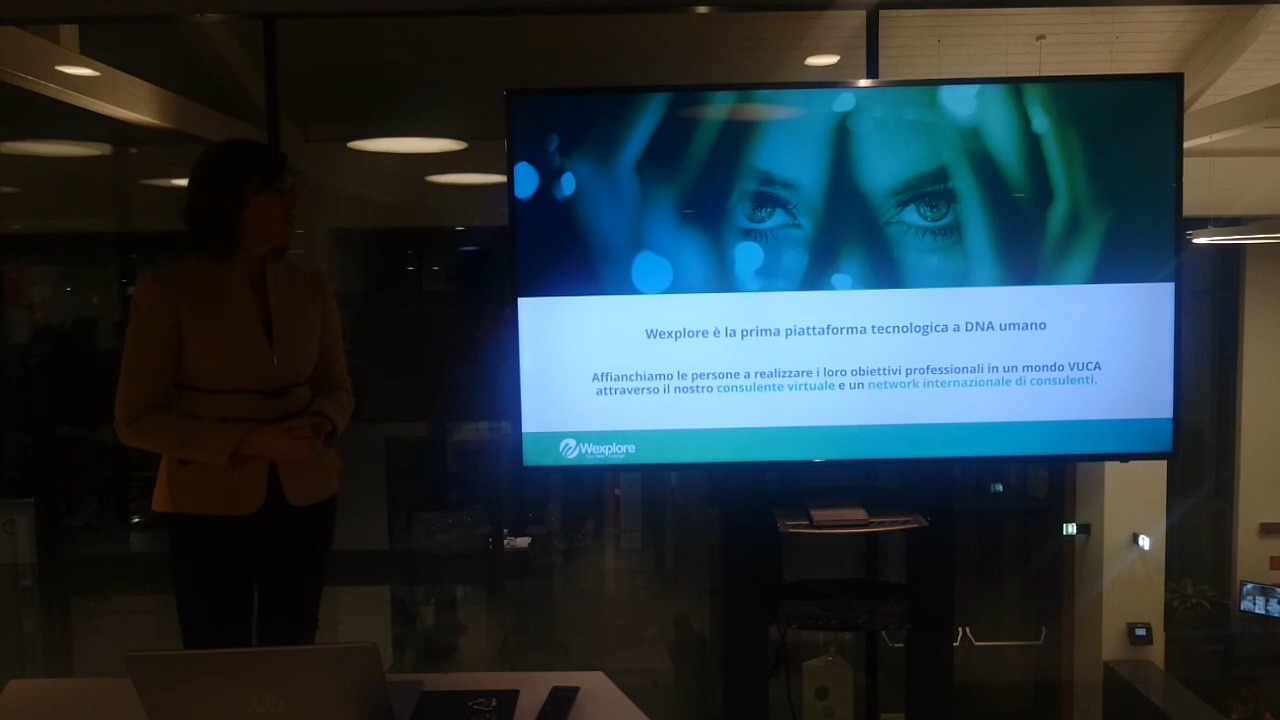 Wexplore è la prima piattaforma tecnologica a DNA umano
Affianchiamo le persone a realizzare i loro obiettivi professionali in un mondo VUCA
attraverso il nostro consulente virtuale e un network internazionale di consulenti.
Wexplore